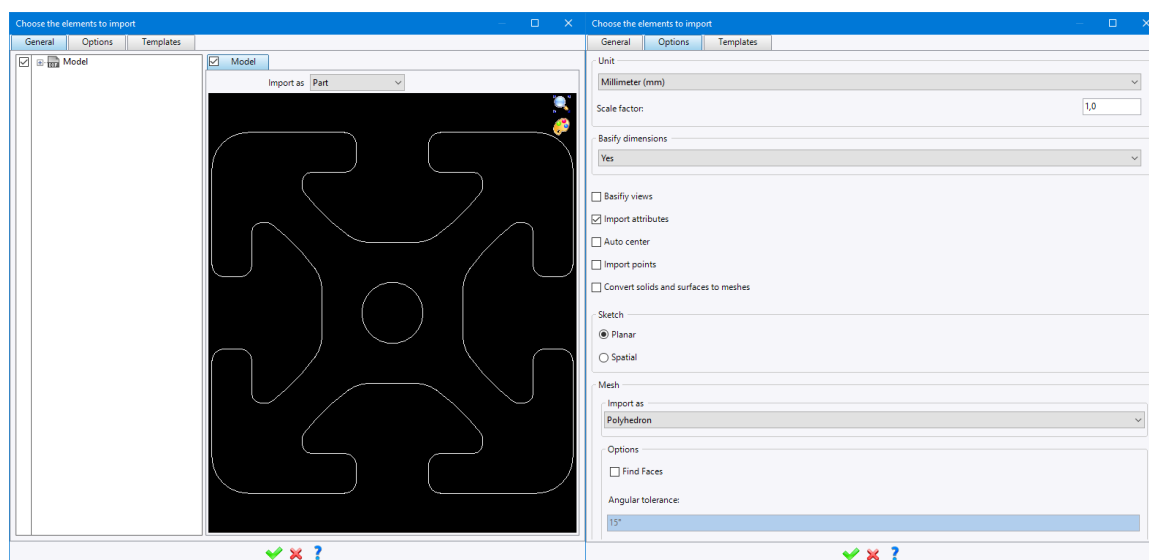 Choose the elements to import
General Options Templates
Model
Model
Import as Part
Choose the elements to import
General Options Templates
Unit
Millimeter (mm)
Scale factor: 1,0
Basify dimensions
Yes
Basifiy views
Import attributes
Auto center
Import points
Convert solids and surfaces to meshes
Sketch
Planar
Spatial
Mesh
Import as
Polyhedron
Options
Find Faces
Angular tolerance:
15°